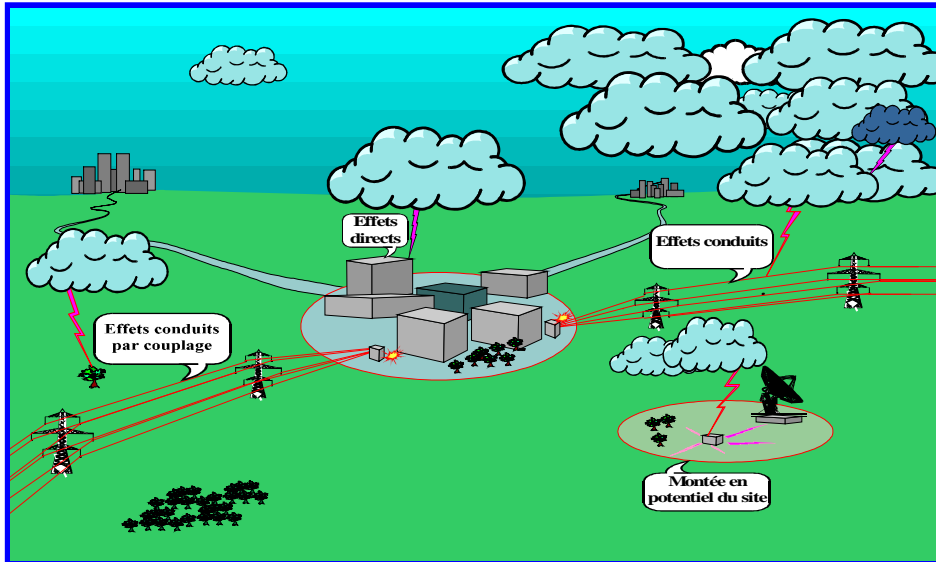 Effets
directs
Effets conduits
Effets conduits
par couplage
Montée en
potentiel du site